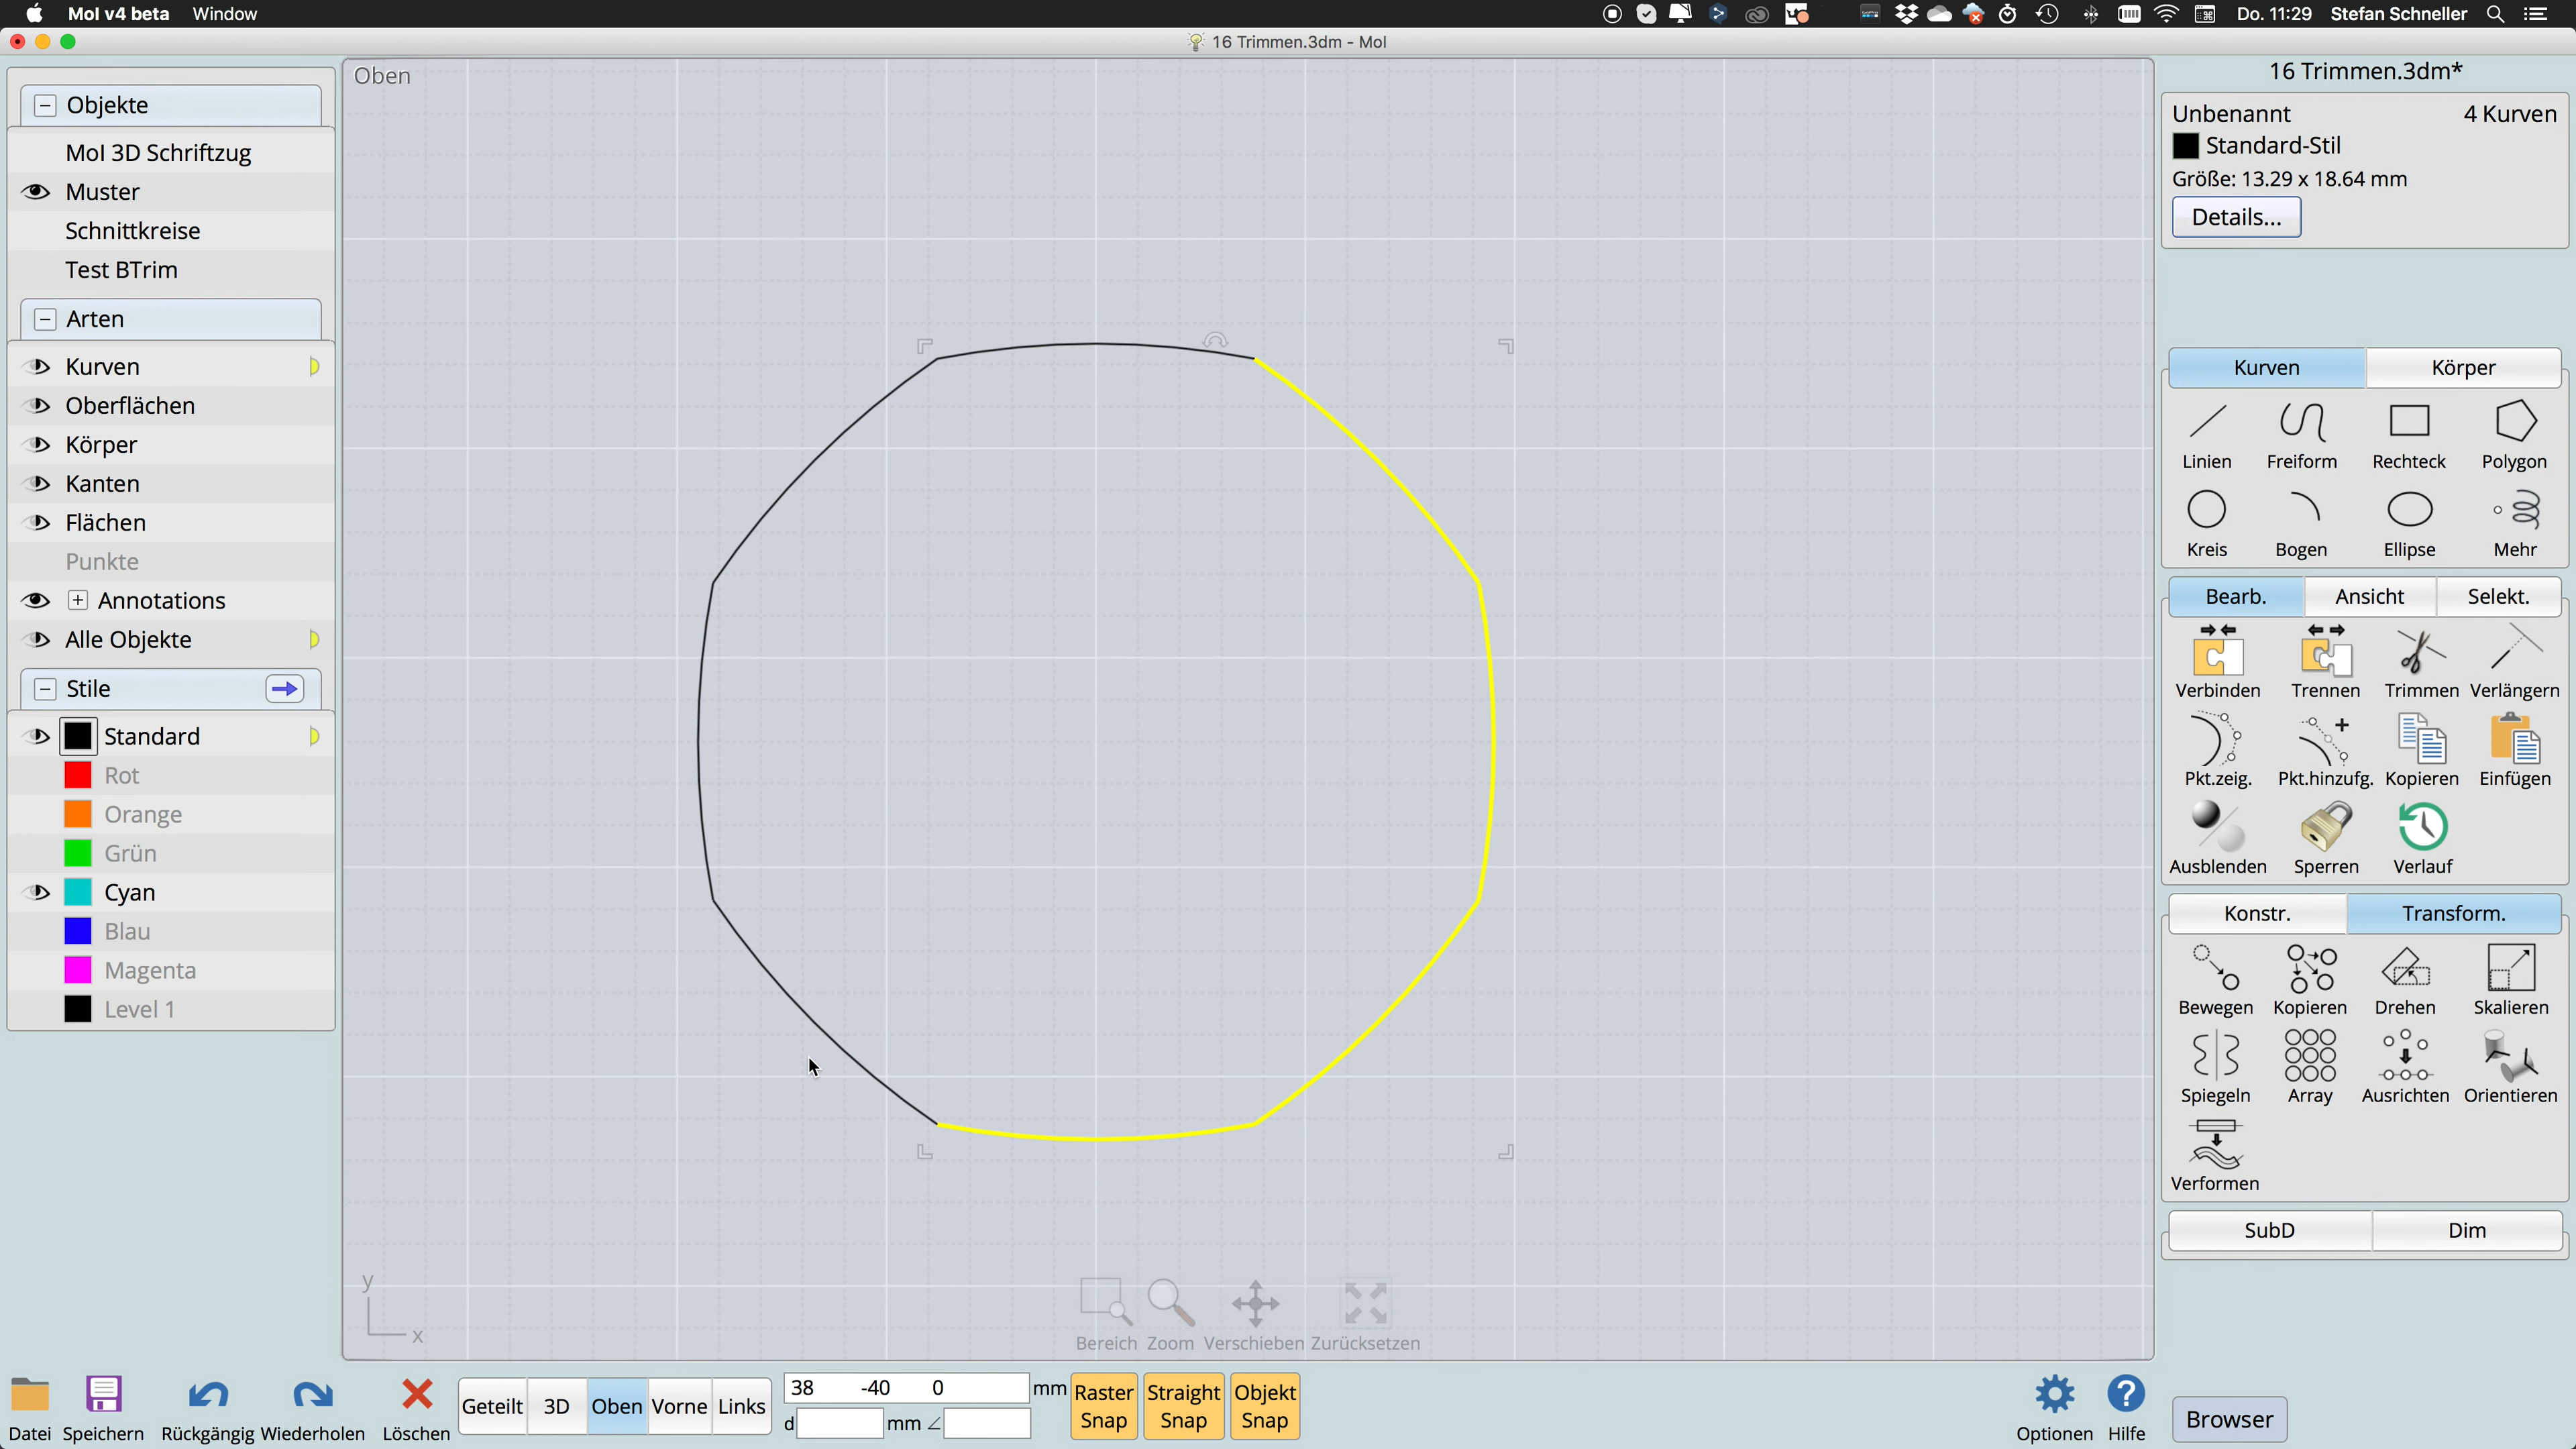 MoI v4 beta Window Do. 11:29 Stefan Schneller
16 Trimmen.3dm - MoI
Oben
Objekte
MoI 3D Schriftzug
Muster
Schnittkreise
Test BTrim
Arten
Kurven
Oberflächen
Körper
Kanten
Flächen
Punkte
Annotations
Alle Objekte
Stile
Standard
Rot
Orange
Grün
Cyan
Blau
Magenta
Level 1
y
x
Bereich Zoom Verschieben Zurücksetzen
16 Trimmen.3dm*
Unbenannt 4 Kurven
Standard-Stil
Größe: 13.29 x 18.64 mm
Details...
Kurven Körper
Linien Freiform Rechteck Polygon
Kreis Bogen Ellipse Mehr
Bearb. Ansicht Selekt.
Verbinden Trennen Trimmen Verlängern
Pkt.zeig. Pkt.hinzufg. Kopieren Einfügen
Ausblenden Sperren Verlauf
Konstr. Transform.
Bewegen Kopieren Drehen Skalieren
Spiegeln Array Ausrichten Orientieren
Verformen
SubD Dim
Datei Speichern Rückgängig Wiederholen Löschen
Geteilt 3D Oben Vorne Links
38 -40 0 mm
d mm
Raster Snap
Straight Snap
Objekt Snap
Optionen Hilfe
Browser